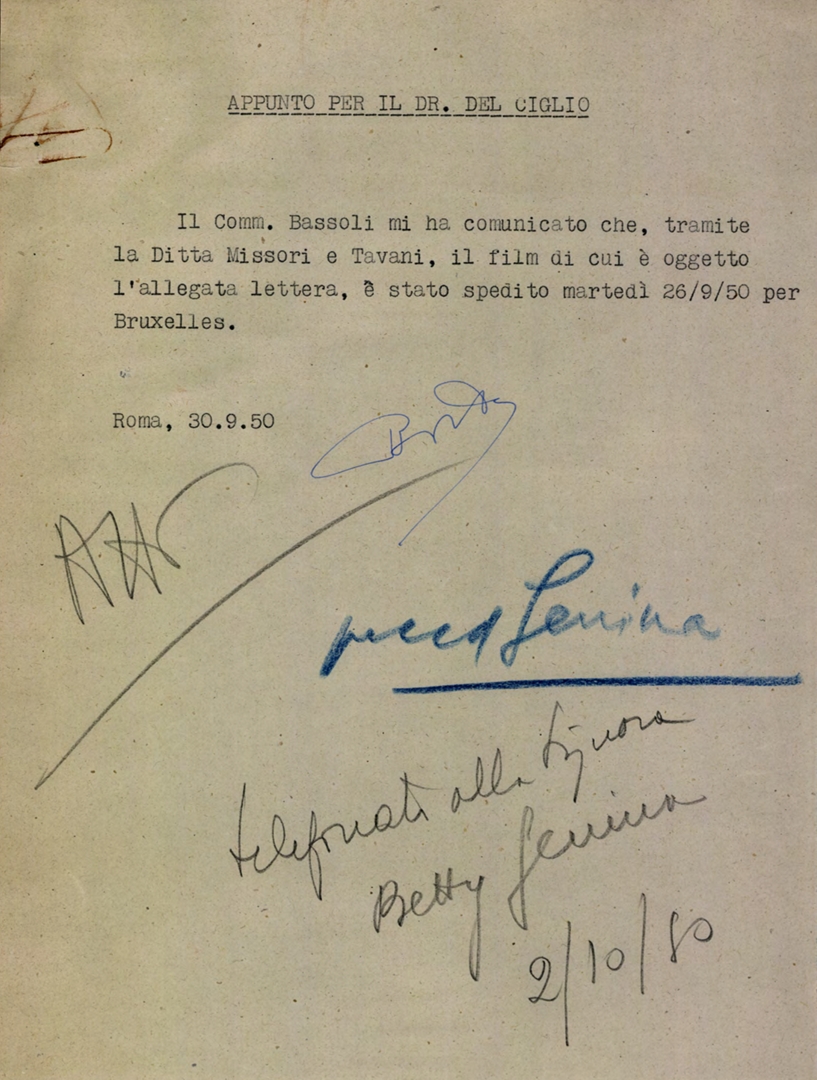 APPUNTO PER IL DR. DEL CIGLIO
Il Comm. Bassoli mi ha comunicato che, tramite
la Ditta Missori e Tavani, il film di cui è oggetto
l'allegata lettera, è stato spedito martedì 26/9/50 per
Bruxelles.
Roma, 30.9.50
Genina
telefonato alla Signora
Betty Genina
2/10/50